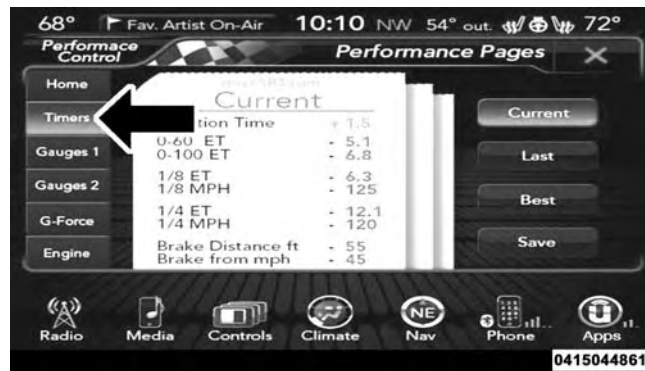 68° Fav. Artist On-Air 10:10 NW 54° out. 72°
Performace
Control
Performance Pages
Home
Timers
Gauges 1
Gauges 2
G-Force
Engine
Current
tion Time + 1.5
0-60 ET - 5.1
0-100 ET - 6.8
1/8 ET - 6.3
1/8 MPH - 125
1/4 ET - 12.1
1/4 MPH - 120
Brake Distance ft - 55
Brake from mph - 45
Current
Last
Best
Save
Radio Media Controls Climate NE Nav Phone Apps
0415044861